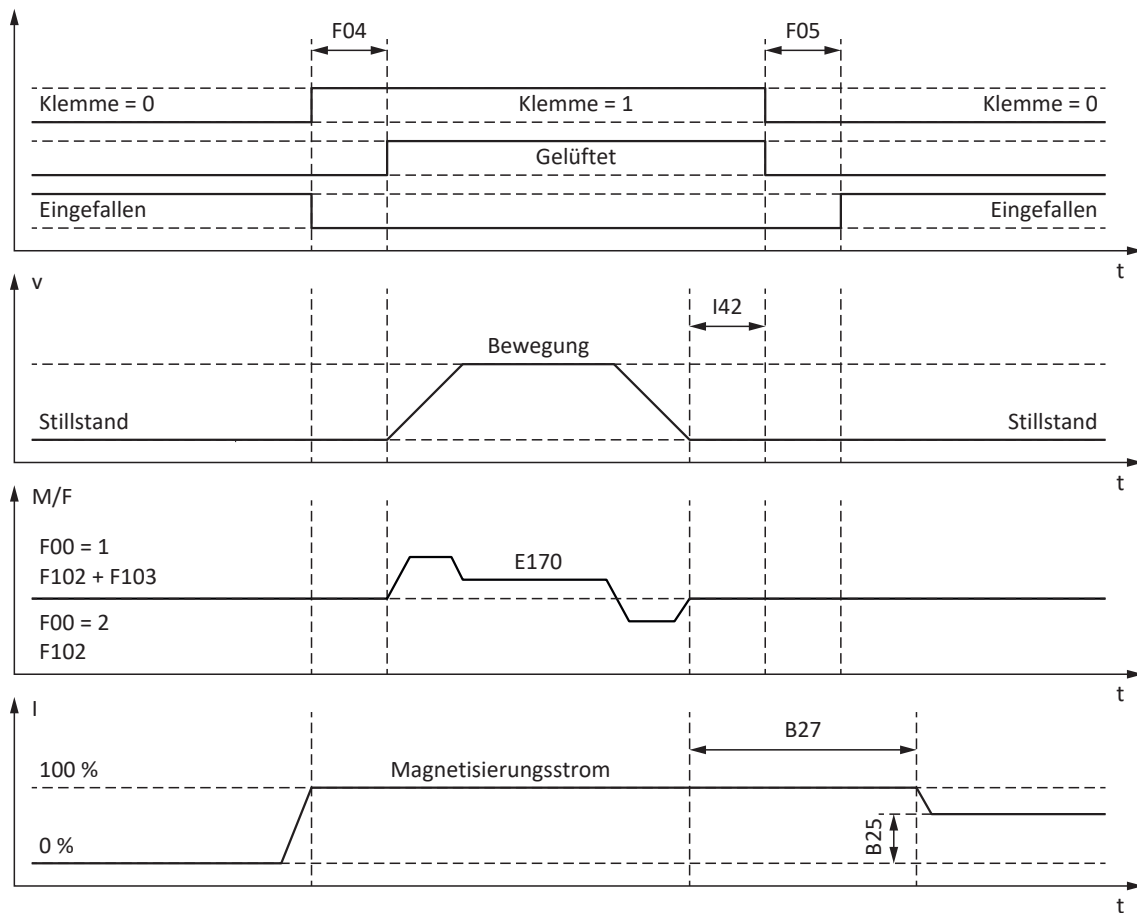 F04
F05
Klemme = 0
Klemme = 1
Klemme = 0
Gelüftet
Eingefallen
Eingefallen
t
v
I42
Bewegung
Stillstand
Stillstand
t
M/F
F00 = 1
F102 + F103
E170
F00 = 2
F102
t
I
B27
100 %
Magnetisierungsstrom
B25
0 %
t